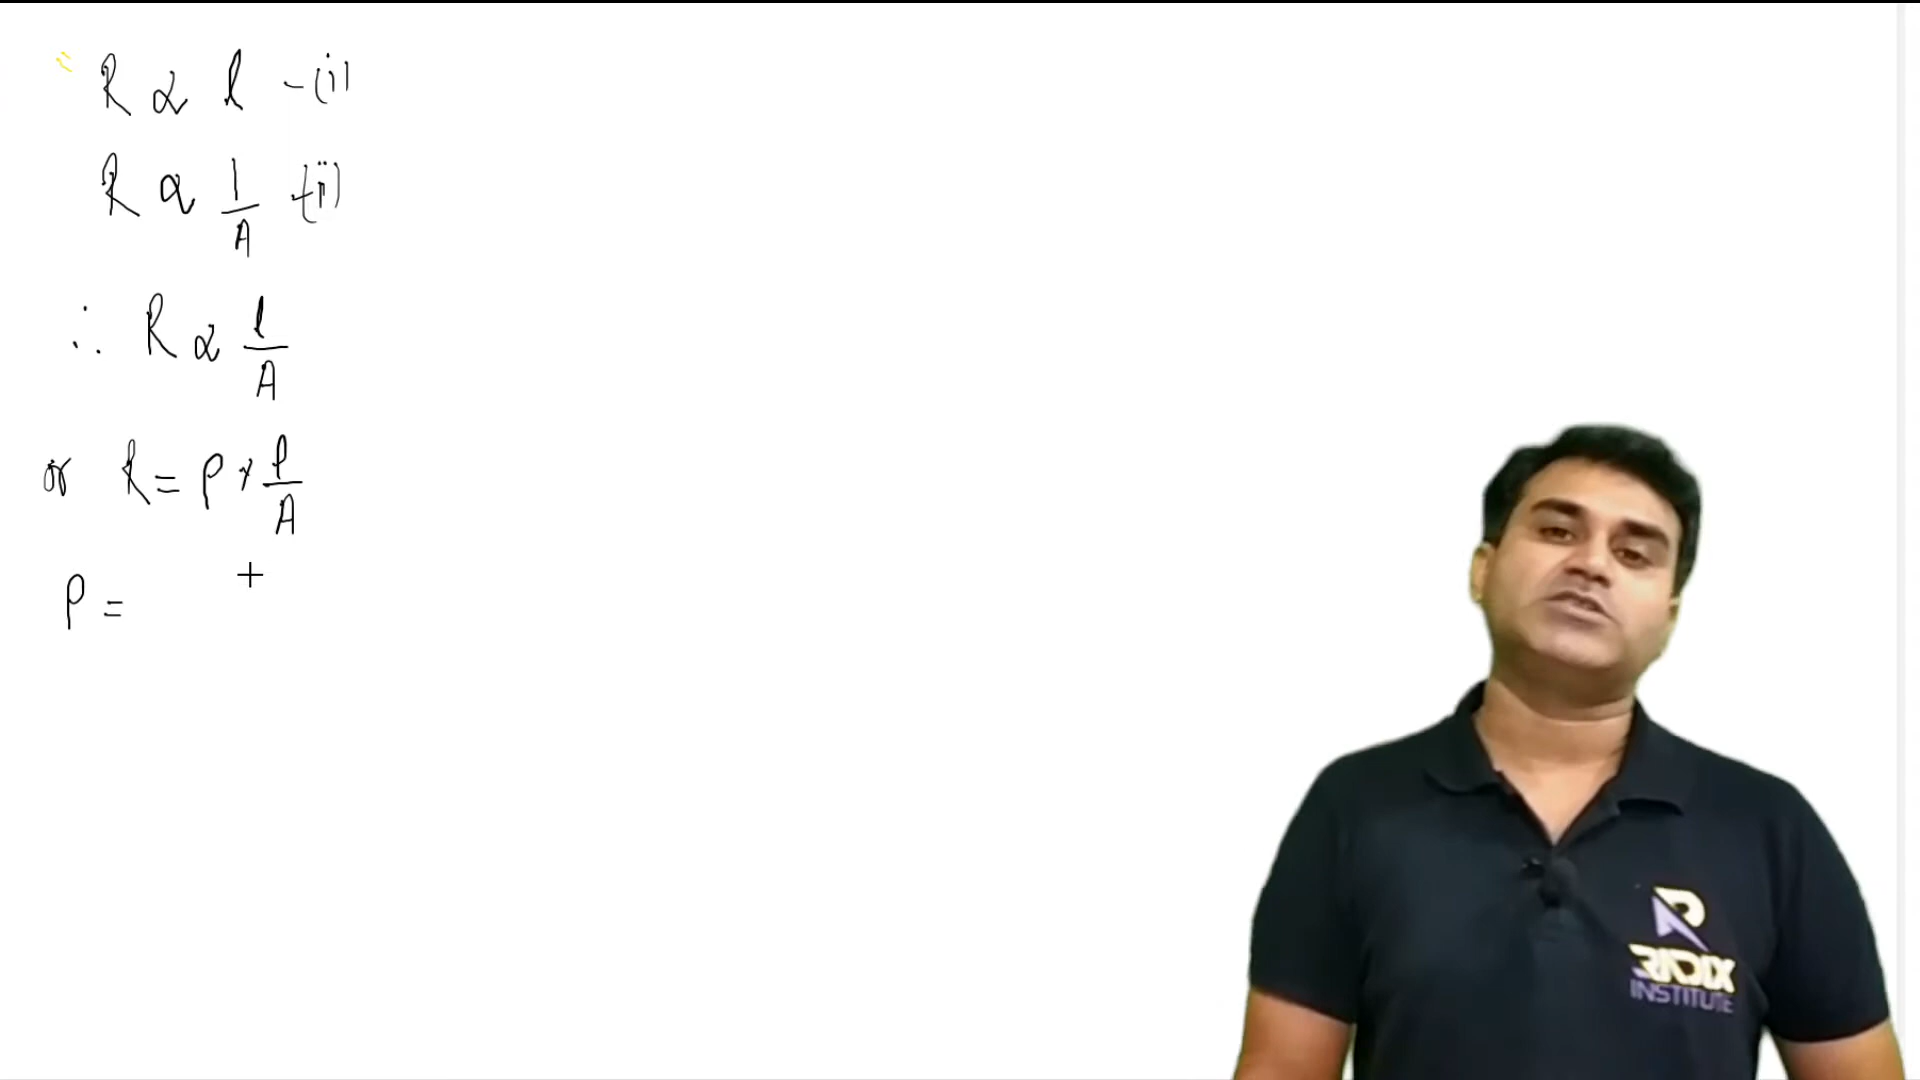 R α l - (i)
R α 1/A - (ii)
∴ R α l/A
or R = ρ × l/A
ρ =
RADIX
INSTITUTE